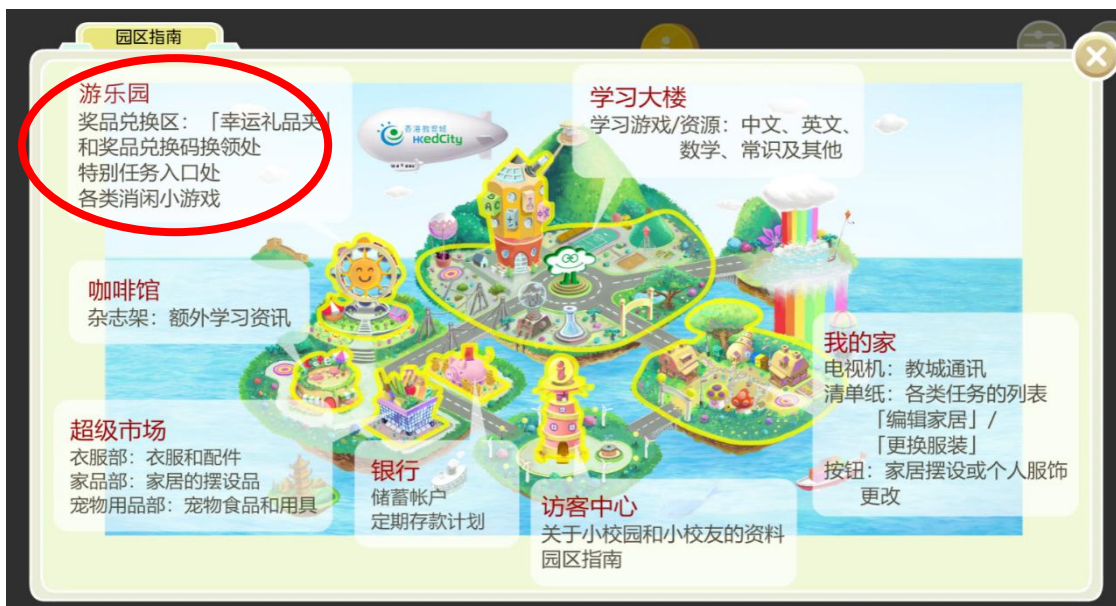 园区指南
游乐园
奖品兑换区：「幸运礼品夹」
和奖品兑换码换领处
特别任务入口处
各类消闲小游戏
香港教育城
HKedCity
学习大楼
学习游戏/资源：中文、英文、
数学、常识及其他
咖啡馆
杂志架：额外学习资讯
我的家
电视机：教城通讯
清单纸：各类任务的列表
「编辑家居」/
「更换服装」
按钮：家居摆设或个人服饰
更改
超级市场
衣服部：衣服和配件
家品部：家居的摆设品
宠物用品部：宠物食品和用具
银行
储蓄帐户
定期存款计划
访客中心
关于小校园和小校友的资料
园区指南